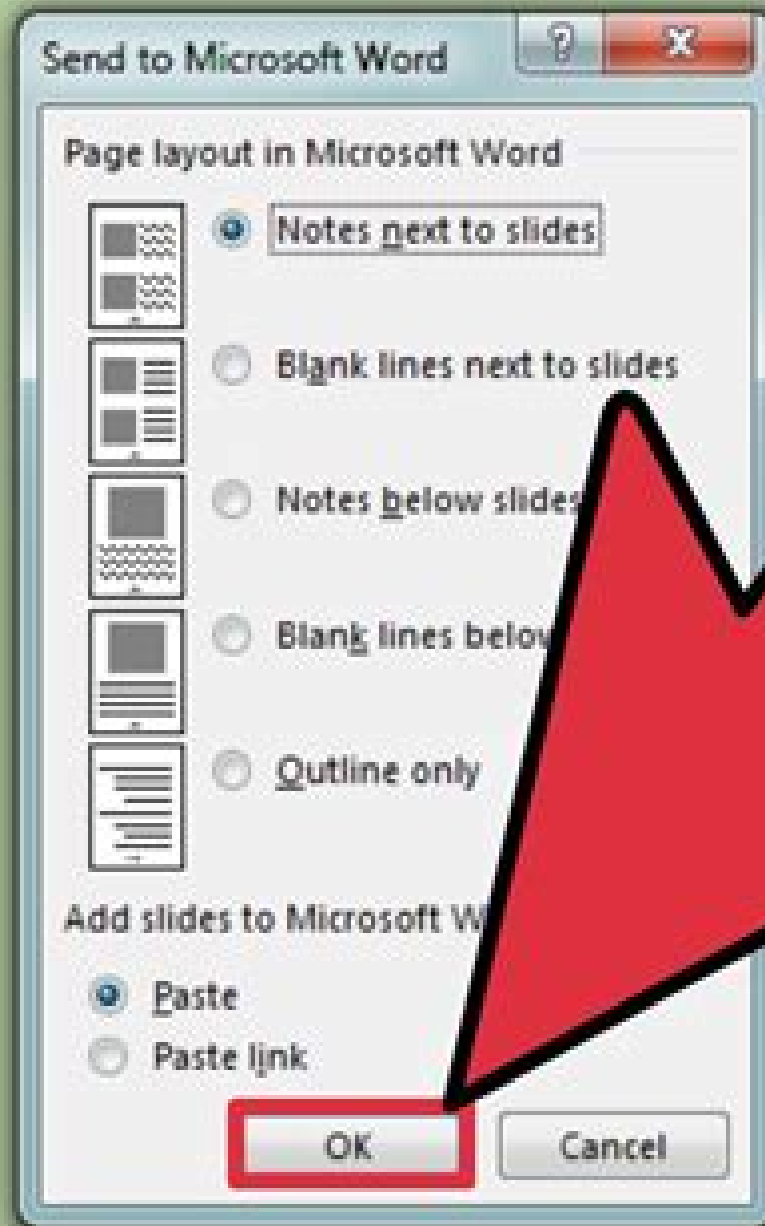 Send to Microsoft Word
Page layout in Microsoft Word
Notes next to slides
Blank lines next to slides
Notes below slides
Blank lines below
Outline only
Add slides to Microsoft
Paste
Paste link
OK
Cancel